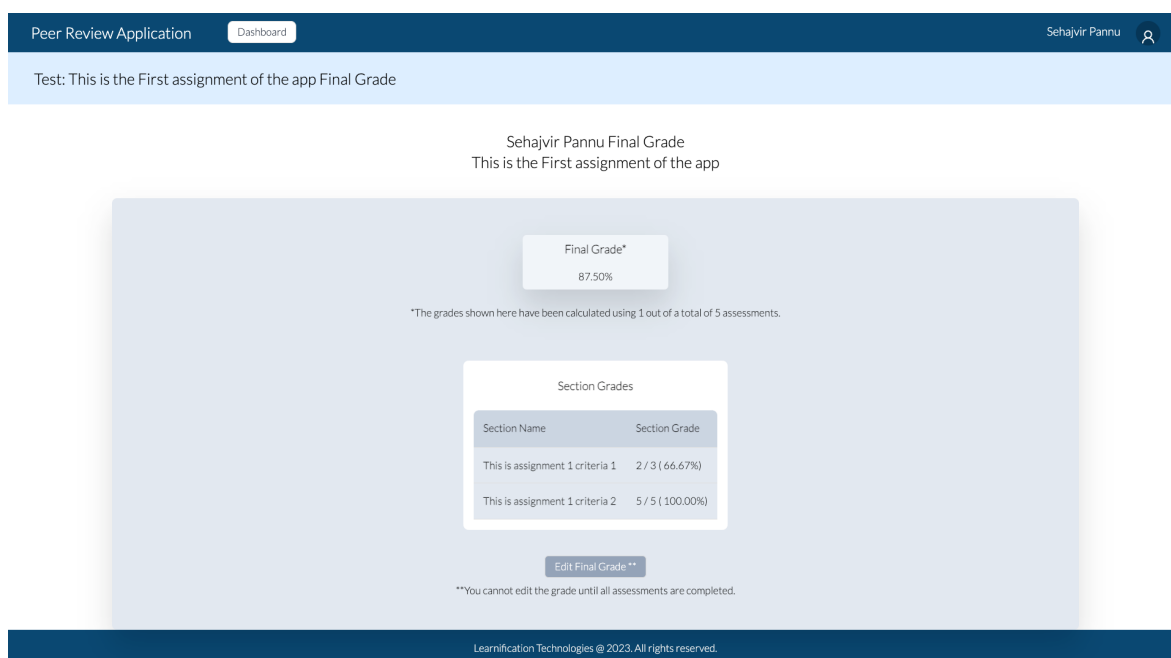 Peer Review Application Dashboard Sehajvir Pannu
Test: This is the First assignment of the app Final Grade
Sehajvir Pannu Final Grade
This is the First assignment of the app
Final Grade*
87.50%
*The grades shown here have been calculated using 1 out of a total of 5 assessments.
Section Grades
Section Name Section Grade
This is assignment 1 criteria 1 2 / 3 ( 66.67%)
This is assignment 1 criteria 2 5 / 5 ( 100.00%)
Edit Final Grade **
**You cannot edit the grade until all assessments are completed.
Learnification Technologies @ 2023. All rights reserved.